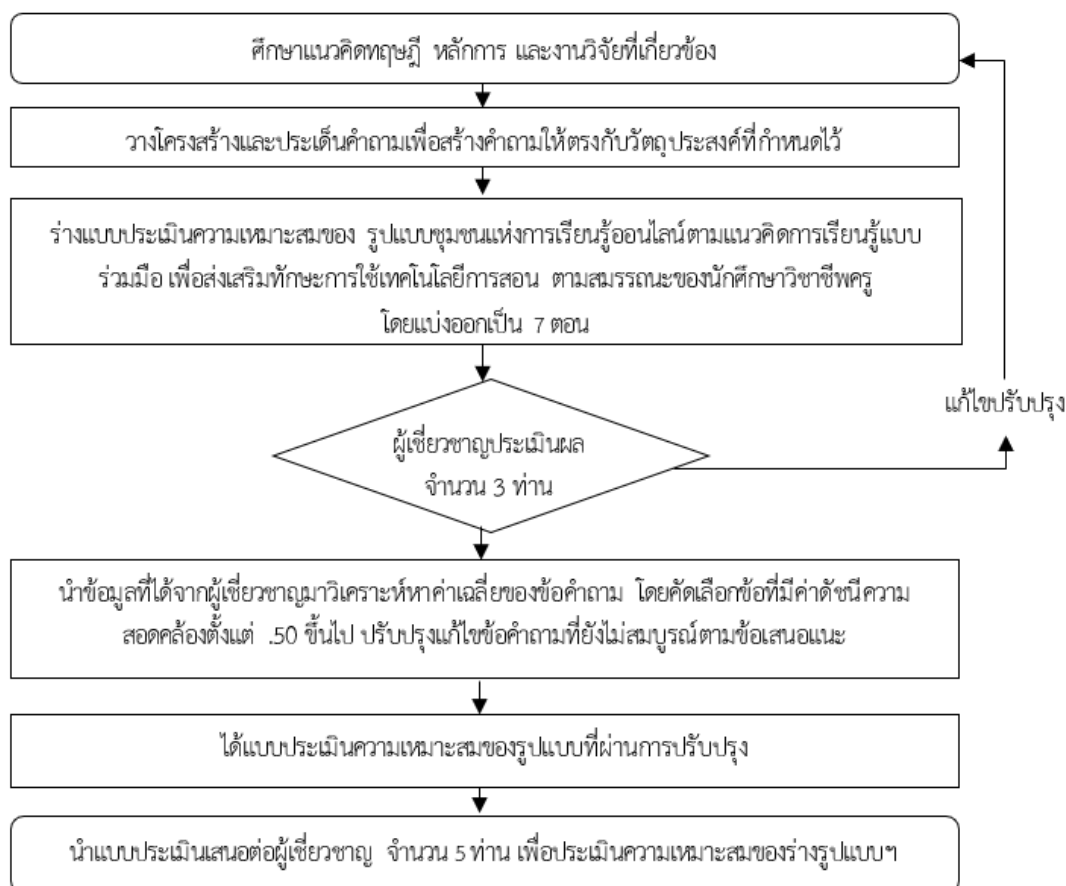 ศึกษาแนวคิดทฤษฎี หลักการ และงานวิจัยที่เกี่ยวข้อง
วางโครงสร้างและประเด็นคำถามเพื่อสร้างคำถามให้ตรงกับวัตถุประสงค์ที่กำหนดไว้
ร่างแบบประเมินความเหมาะสมของ รูปแบบชุมชนแห่งการเรียนรู้ออนไลน์ตามแนวคิดการเรียนรู้แบบ
ร่วมมือ เพื่อส่งเสริมทักษะการใช้เทคโนโลยีการสอน ตามสมรรถนะของนักศึกษาวิชาชีพครู
โดยแบ่งออกเป็น 7 ตอน
แก้ไขปรับปรุง
ผู้เชี่ยวชาญประเมินผล
จำนวน 3 ท่าน
นำข้อมูลที่ได้จากผู้เชี่ยวชาญมาวิเคราะห์หาค่าเฉลี่ยของข้อคำถาม โดยคัดเลือกข้อที่มีค่าดัชนีความ
สอดคล้องตั้งแต่ .50 ขึ้นไป ปรับปรุงแก้ไขข้อคำถามที่ยังไม่สมบูรณ์ตามข้อเสนอแนะ
ได้แบบประเมินความเหมาะสมของรูปแบบที่ผ่านการปรับปรุง
นำแบบประเมินเสนอต่อผู้เชี่ยวชาญ จำนวน 5 ท่าน เพื่อประเมินความเหมาะสมของร่างรูปแบบฯ